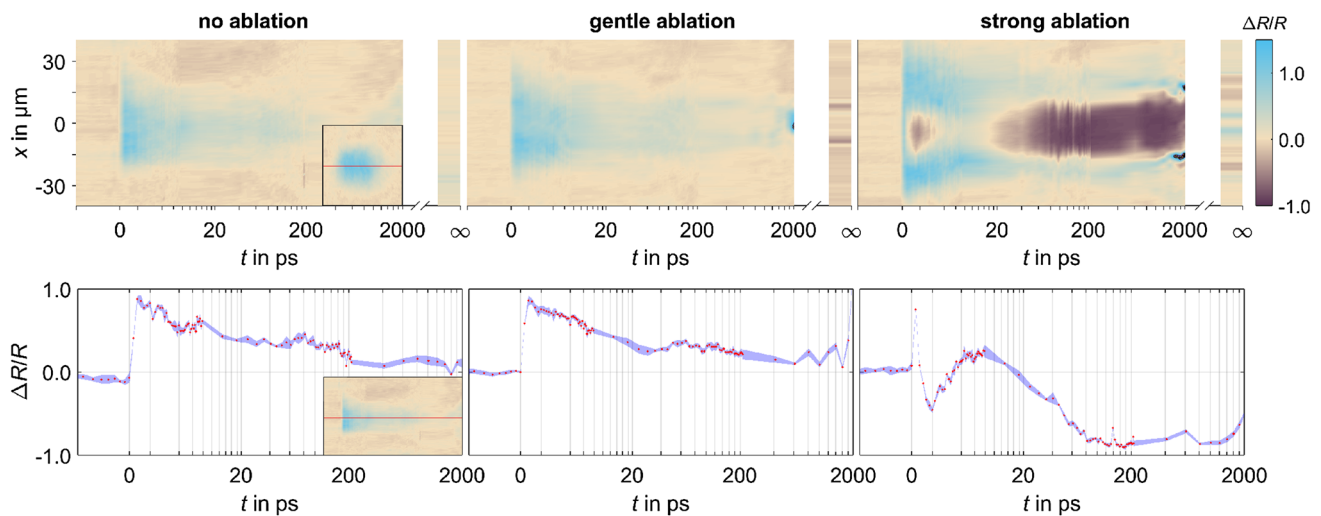 no ablation
gentle ablation
strong ablation
ΔR/R
30
0
-30
x in µm
0 20 200 2000 ∞
0 20 200 2000 ∞
0 20 200 2000 ∞
t in ps
t in ps
t in ps
1.0
0.0
-1.0
1.0
0.0
-1.0
ΔR/R
0 20 200 2000
0 20 200 2000
0 20 200 2000
t in ps
t in ps
t in ps